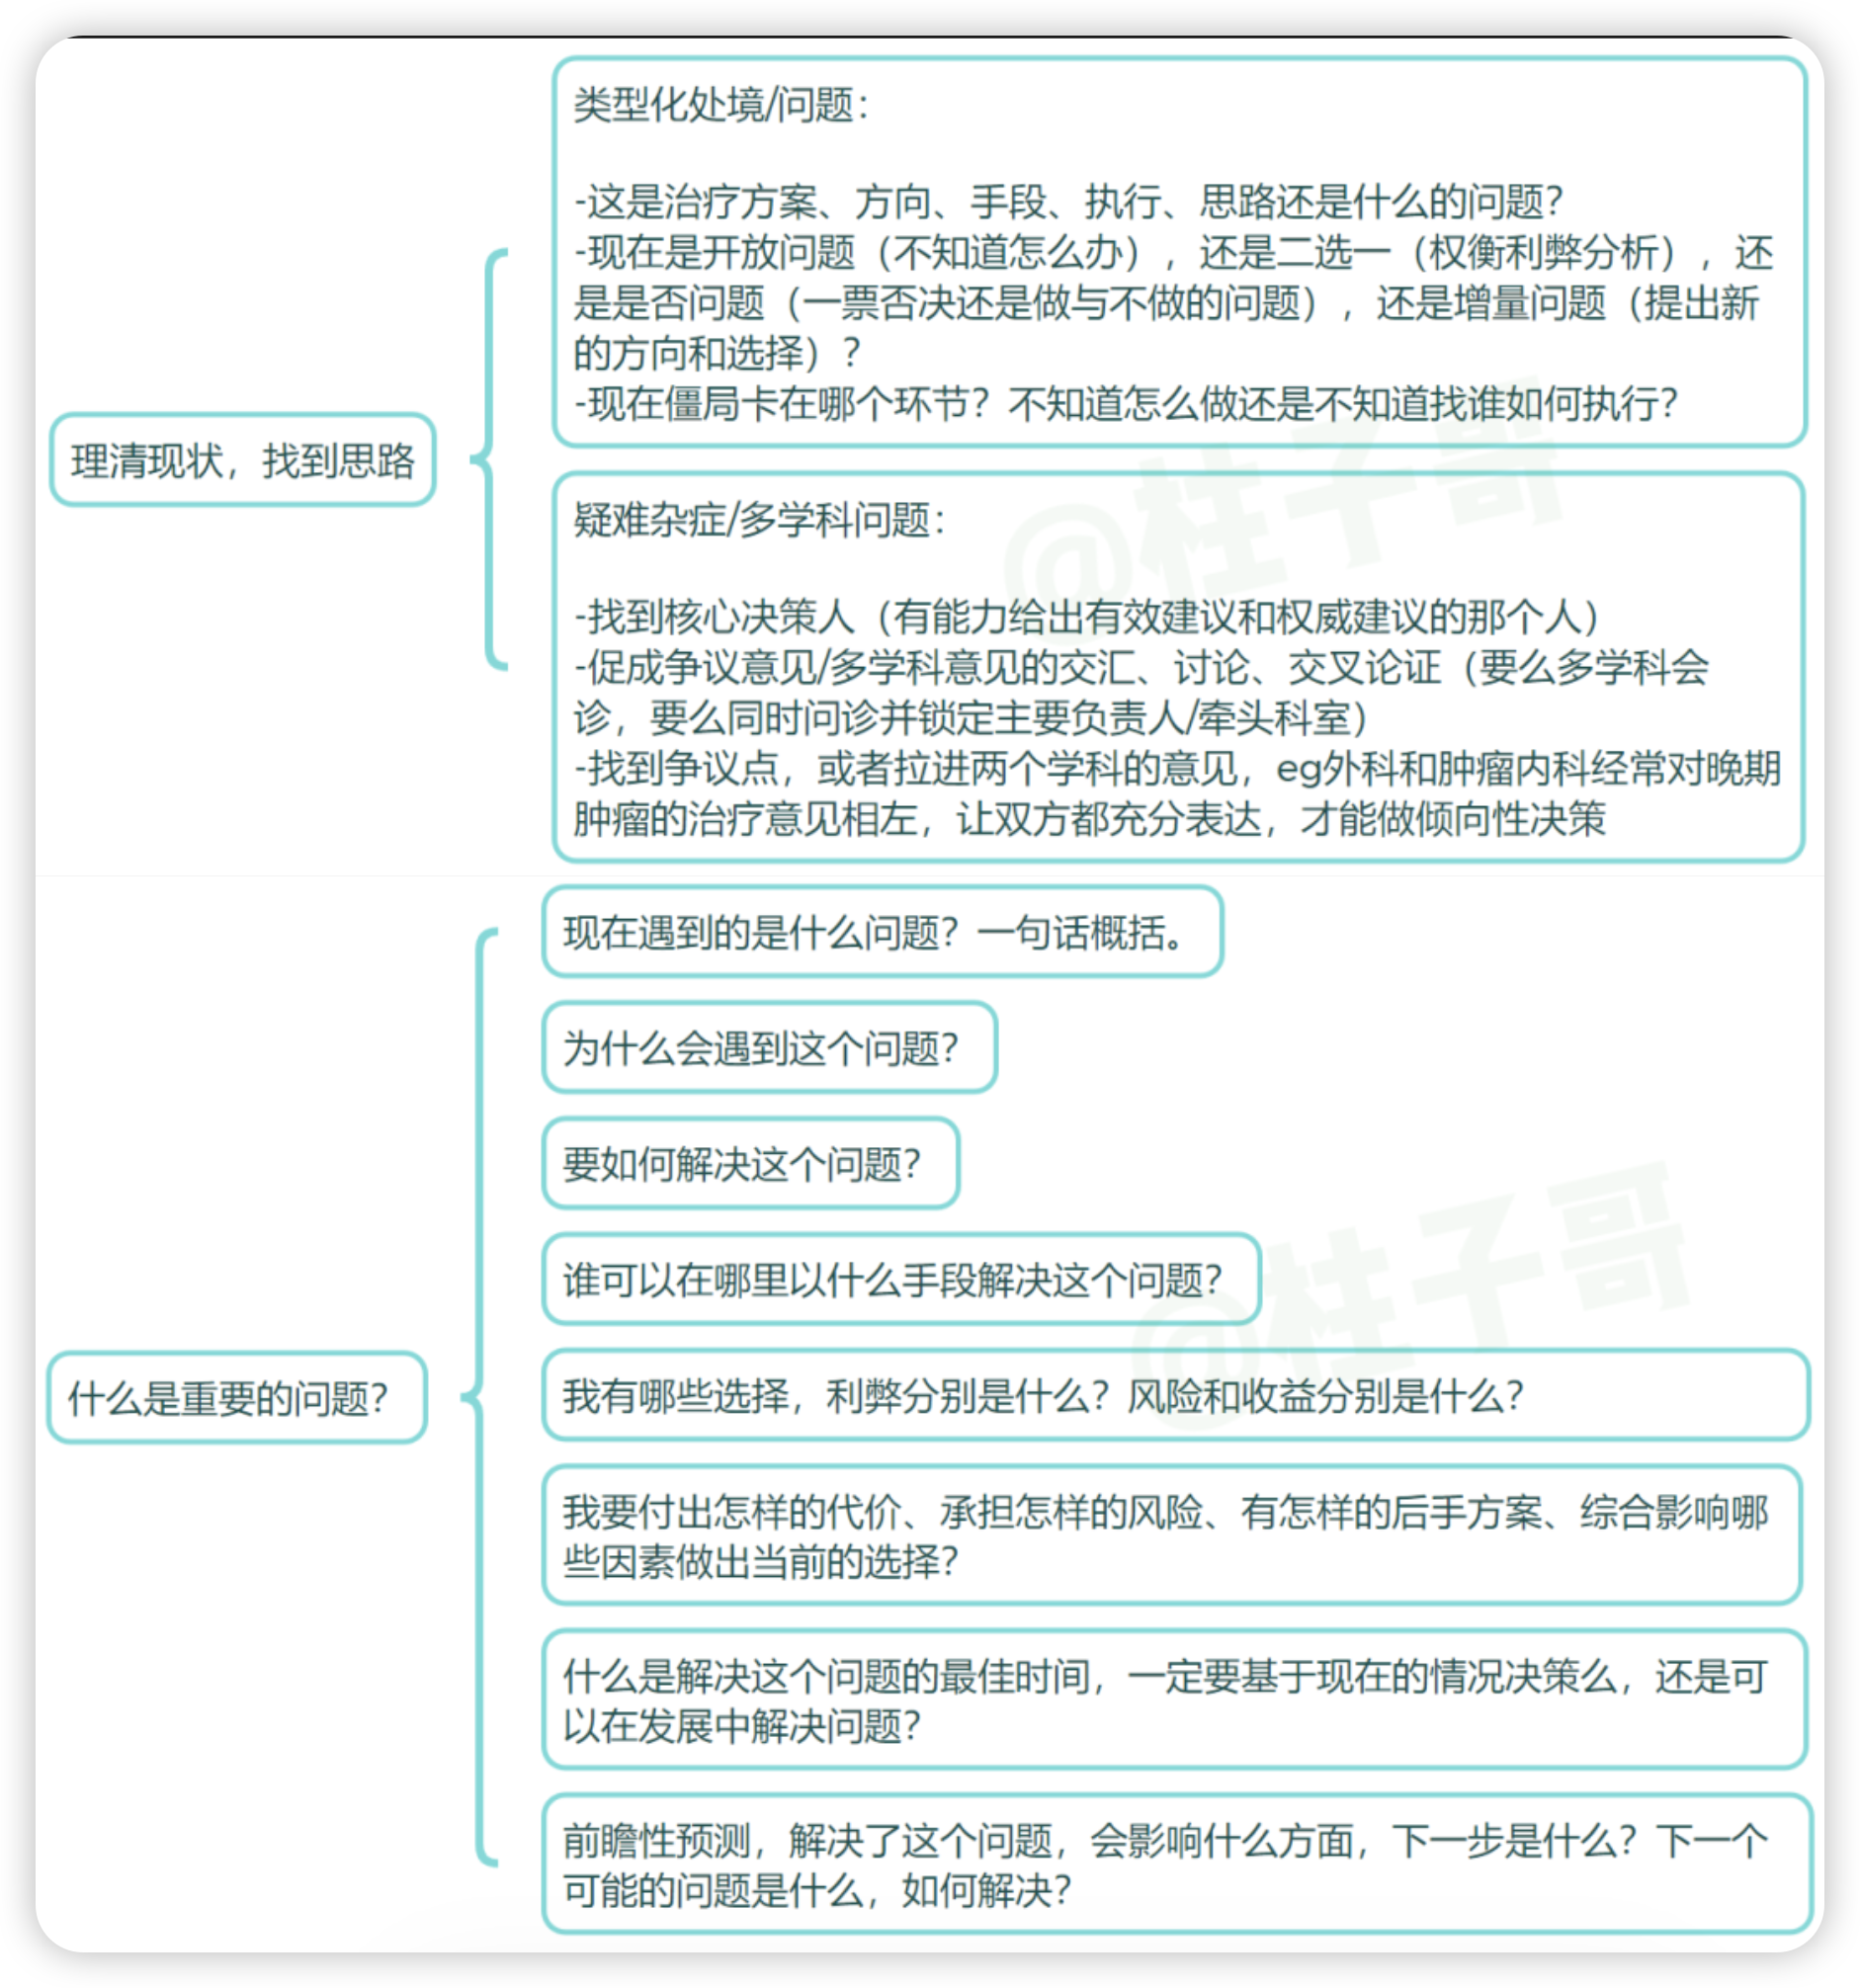 理清现状，找到思路
类型化处境/问题：
-这是治疗方案、方向、手段、执行、思路还是什么的问题？
-现在是开放问题（不知道怎么办），还是二选一（权衡利弊分析），还
是是否问题（一票否决还是做与不做的问题），还是增量问题（提出新
的方向和选择）？
-现在僵局卡在哪个环节？不知道怎么做还是不知道找谁如何执行？
疑难杂症/多学科问题：
-找到核心决策人（有能力给出有效建议和权威建议的那个人）
-促成争议意见/多学科意见的交汇、讨论、交叉论证（要么多学科会
诊，要么同时问诊并锁定主要负责人/牵头科室）
-找到争议点，或者拉进两个学科的意见，eg外科和肿瘤内科经常对晚期
肿瘤的治疗意见相左，让双方都充分表达，才能做倾向性决策
@柱子哥
什么是重要的问题？
现在遇到的是什么问题？一句话概括。
为什么会遇到这个问题？
要如何解决这个问题？
谁可以在哪里以什么手段解决这个问题？
我有哪些选择，利弊分别是什么？风险和收益分别是什么？
我要付出怎样的代价、承担怎样的风险、有怎样的后手方案、综合影响哪
些因素做出当前的选择？
什么是解决这个问题的最佳时间，一定要基于现在的情况决策么，还是可
以在发展中解决问题？
前瞻性预测，解决了这个问题，会影响什么方面，下一步是什么？下一个
可能的问题是什么，如何解决？
@柱子哥